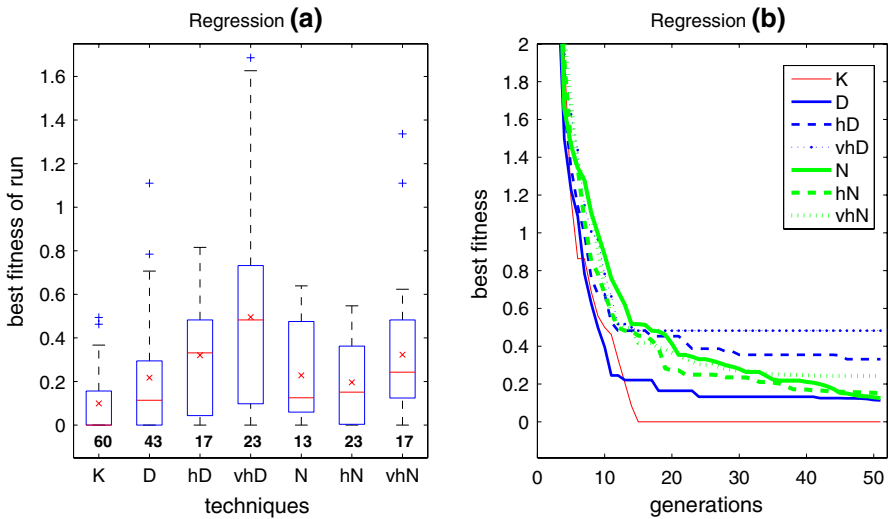 Regression (a)
best fitness of run
1.6
1.4
1.2
1
0.8
0.6
0.4
0.2
0
60 43 17 23 13 23 17
K D hD vhD N hN vhN
techniques
Regression (b)
best fitness
2
1.8
1.6
1.4
1.2
1
0.8
0.6
0.4
0.2
0
0 10 20 30 40 50
generations
K
D
hD
vhD
N
hN
vhN